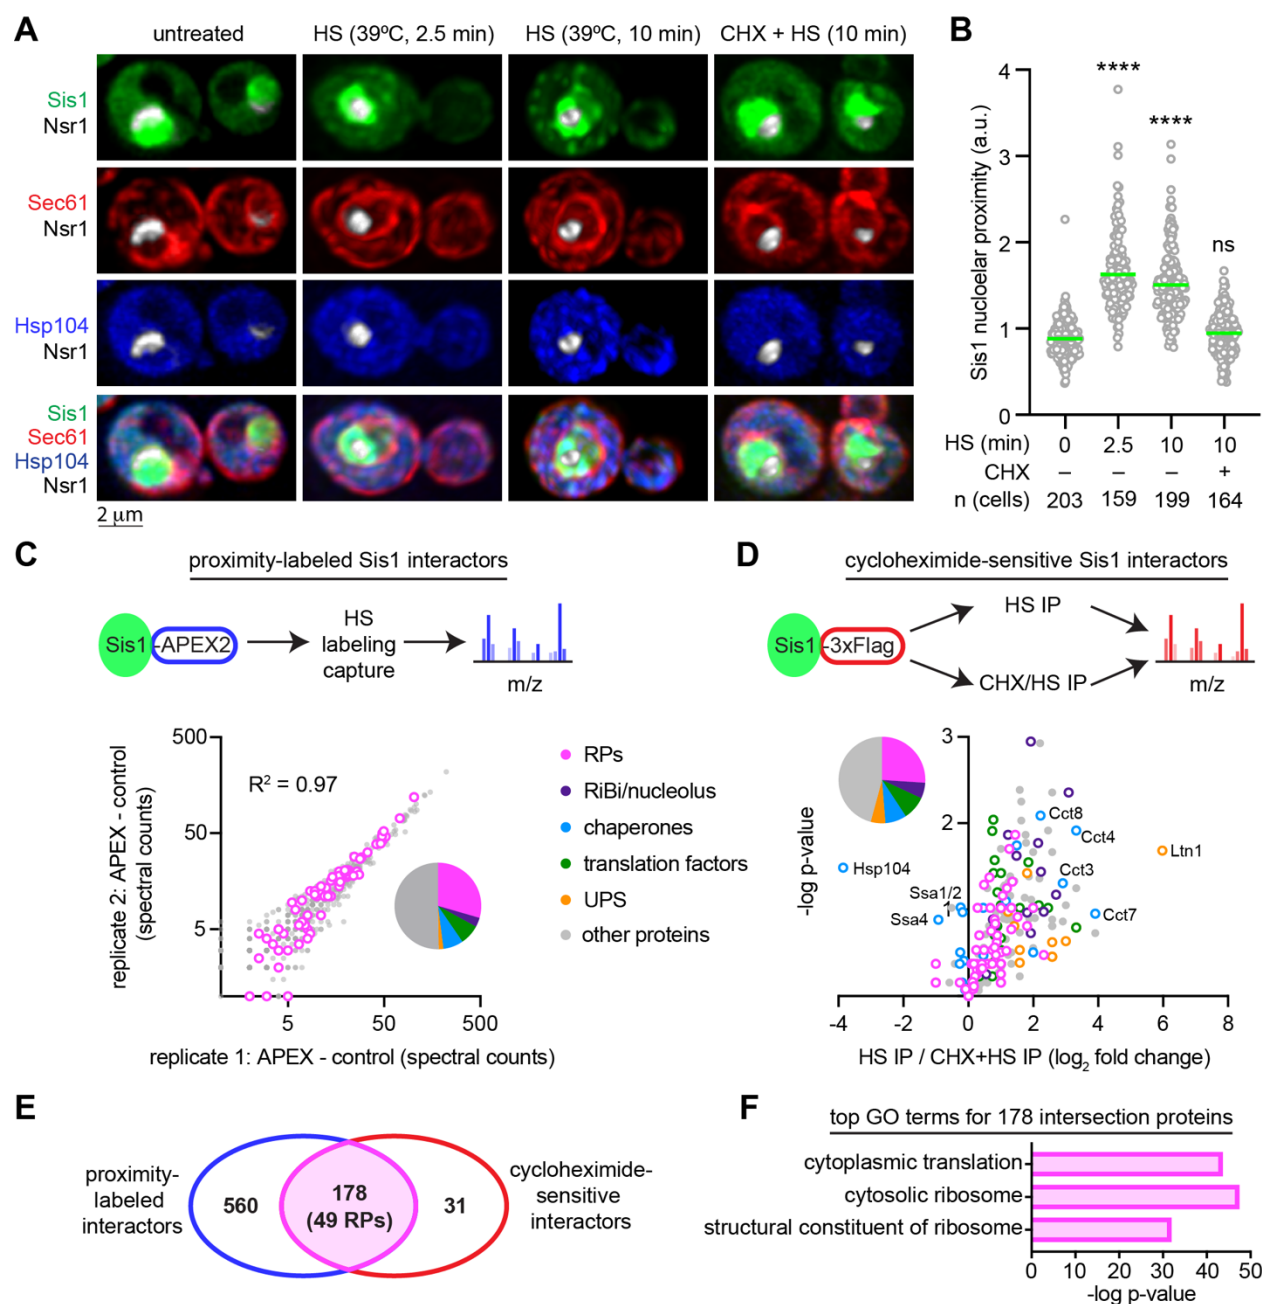 A
untreated
HS (39ºC, 2.5 min)
HS (39ºC, 10 min)
CHX + HS (10 min)
Sis1
Nsr1
Sec61
Nsr1
Hsp104
Nsr1
Sis1
Sec61
Hsp104
Nsr1
2 μm
B
Sis1 nucloelar proximity (a.u.)
4
3
2
1
0
****
****
ns
HS (min) 0 2.5 10 10
CHX – – – +
n (cells) 203 159 199 164
C
proximity-labeled Sis1 interactors
Sis1
-APEX2
HS
labeling
capture
m/z
replicate 2: APEX - control
(spectral counts)
500
50
5
R² = 0.97
5 50 500
replicate 1: APEX - control (spectral counts)
RPs
RiBi/nucleolus
chaperones
translation factors
UPS
other proteins
D
cycloheximide-sensitive Sis1 interactors
Sis1
-3xFlag
HS IP
CHX/HS IP
m/z
-log p-value
3
2
1
Cct8
Cct4
Ltn1
Hsp104
Cct3
Ssa1/2
Ssa4
Cct7
-4 -2 0 2 4 6 8
HS IP / CHX+HS IP (log₂ fold change)
E
proximity-
labeled
interactors
560
178
(49 RPs)
31
cycloheximide-
sensitive
interactors
F
top GO terms for 178 intersection proteins
cytoplasmic translation
cytosolic ribosome
structural constituent of ribosome
0 10 20 30 40 50
-log p-value